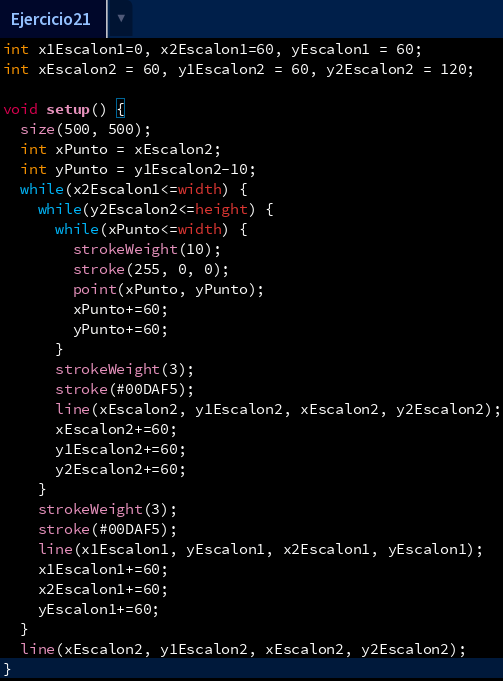 Ejercicio21
int x1Escalon1=0, x2Escalon1=60, yEscalon1 = 60;
int xEscalon2 = 60, y1Escalon2 = 60, y2Escalon2 = 120;
void setup() {
size(500, 500);
int xPunto = xEscalon2;
int yPunto = y1Escalon2-10;
while(x2Escalon1<=width) {
while(y2Escalon2<=height) {
while(xPunto<=width) {
strokeWeight(10);
stroke(255, 0, 0);
point(xPunto, yPunto);
xPunto+=60;
yPunto+=60;
}
strokeWeight(3);
stroke(#00DAF5);
line(xEscalon2, y1Escalon2, xEscalon2, y2Escalon2);
xEscalon2+=60;
y1Escalon2+=60;
y2Escalon2+=60;
}
strokeWeight(3);
stroke(#00DAF5);
line(x1Escalon1, yEscalon1, x2Escalon1, yEscalon1);
x1Escalon1+=60;
x2Escalon1+=60;
yEscalon1+=60;
}
line(xEscalon2, y1Escalon2, xEscalon2, y2Escalon2);
}